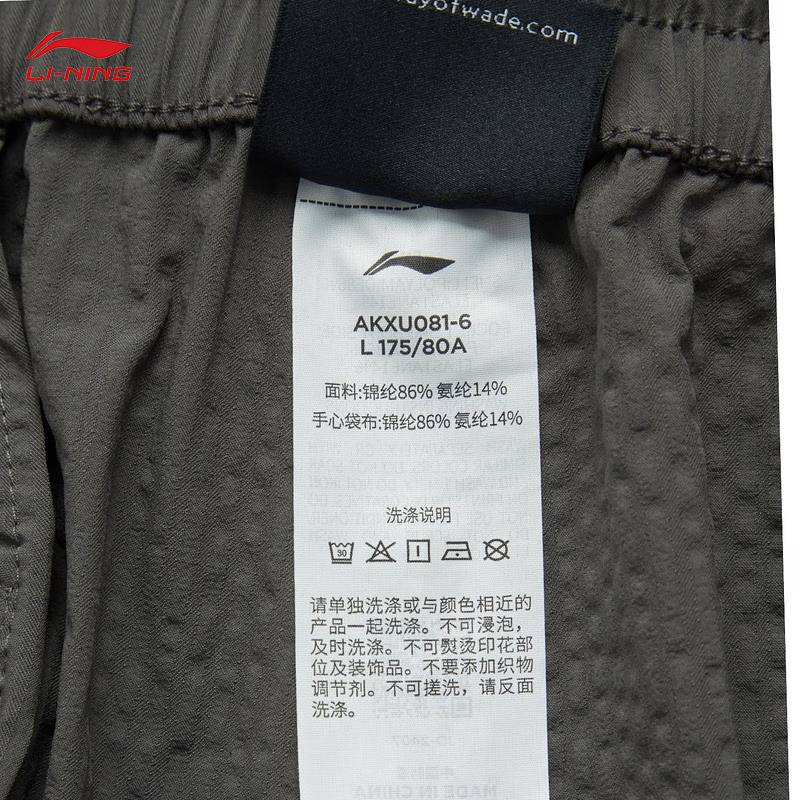 LI-NING
wayofwade.com
AKXU081-6
L 175/80A
面料:锦纶86% 氨纶14%
手心袋布:锦纶86% 氨纶14%
洗涤说明
30
请单独洗涤或与颜色相近的
产品一起洗涤。不可浸泡，
及时洗涤。不可熨烫印花部
位及装饰品。不要添加织物
调节剂。不可搓洗，请反面
洗涤。
JD-2407
MADE IN CHINA